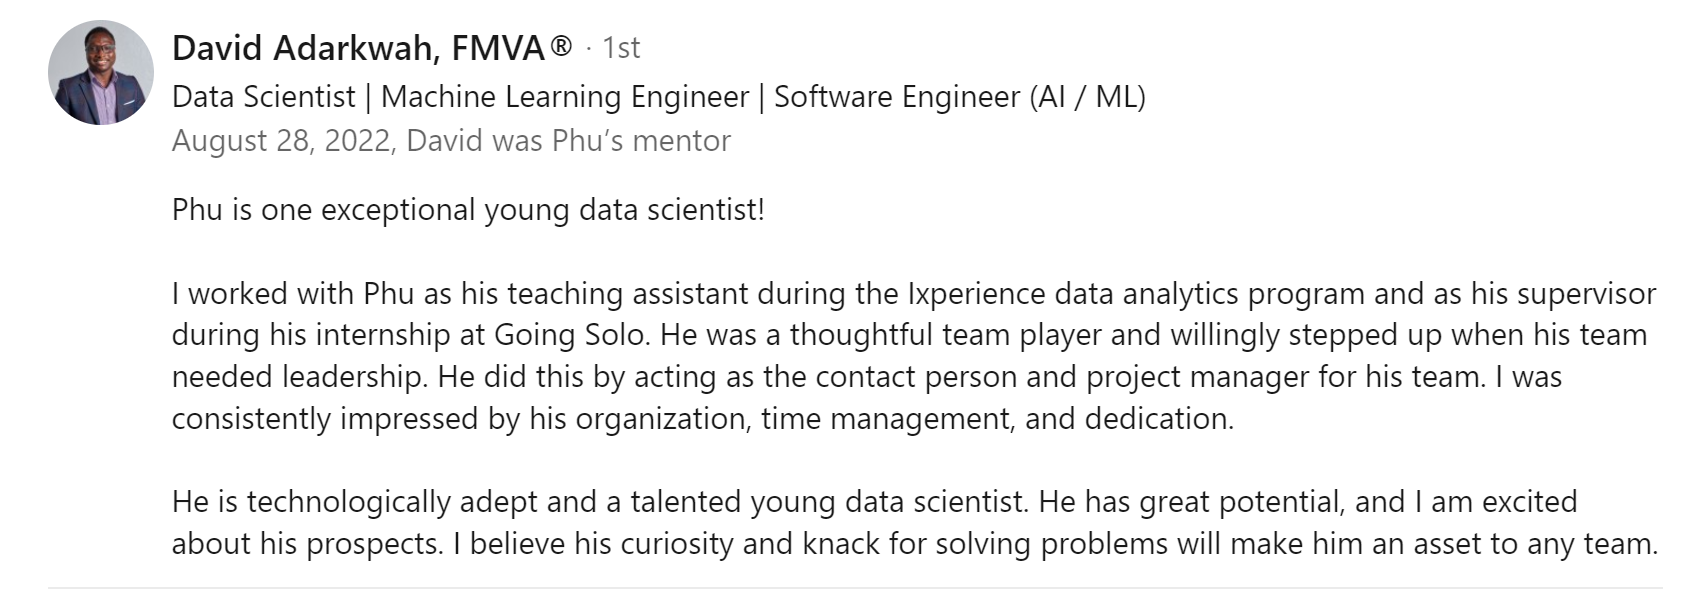 David Adarkwah, FMVA® · 1st
Data Scientist | Machine Learning Engineer | Software Engineer (AI / ML)
August 28, 2022, David was Phu’s mentor
Phu is one exceptional young data scientist!
I worked with Phu as his teaching assistant during the Ixperience data analytics program and as his supervisor
during his internship at Going Solo. He was a thoughtful team player and willingly stepped up when his team
needed leadership. He did this by acting as the contact person and project manager for his team. I was
consistently impressed by his organization, time management, and dedication.
He is technologically adept and a talented young data scientist. He has great potential, and I am excited
about his prospects. I believe his curiosity and knack for solving problems will make him an asset to any team.